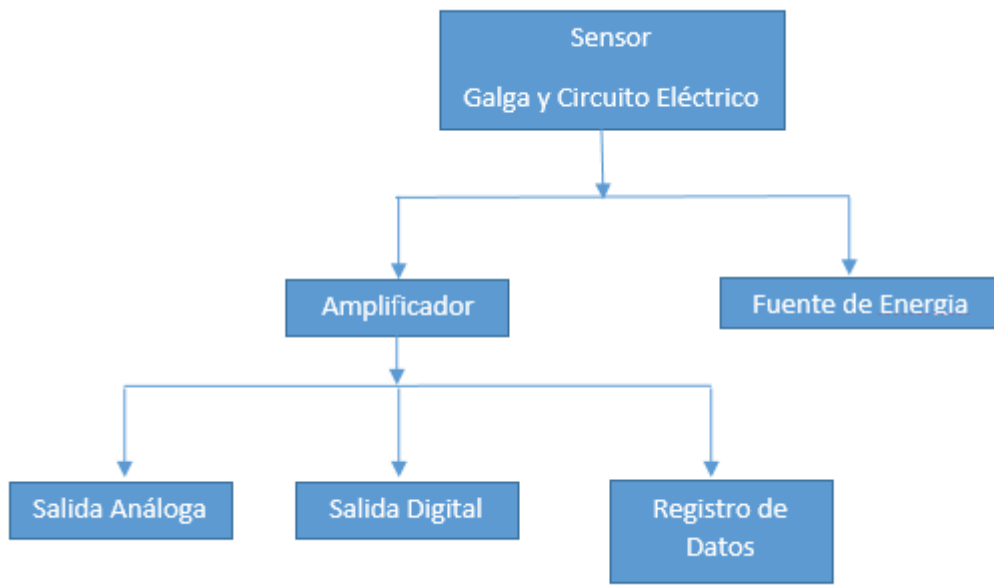 Sensor
Galga y Circuito Eléctrico
Amplificador
Fuente de Energia
Salida Análoga
Salida Digital
Registro de
Datos